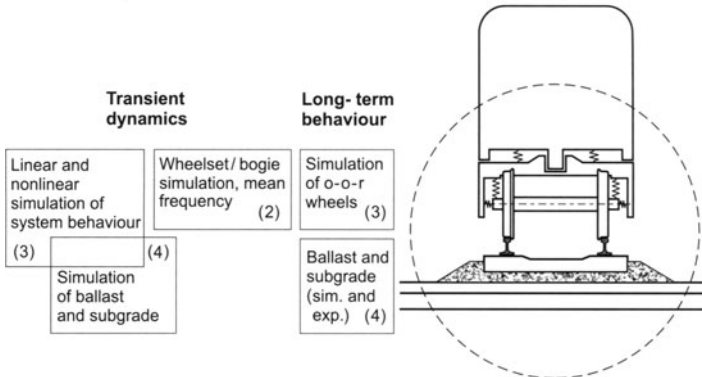 Transient
dynamics
Long- term
behaviour
Linear and
nonlinear
simulation of
system behaviour
(3)
(4)
Simulation
of ballast
and subgrade
Wheelset / bogie
simulation, mean
frequency
(2)
Simulation
of o-o-r
wheels
(3)
Ballast and
subgrade
(sim. and
exp.) (4)